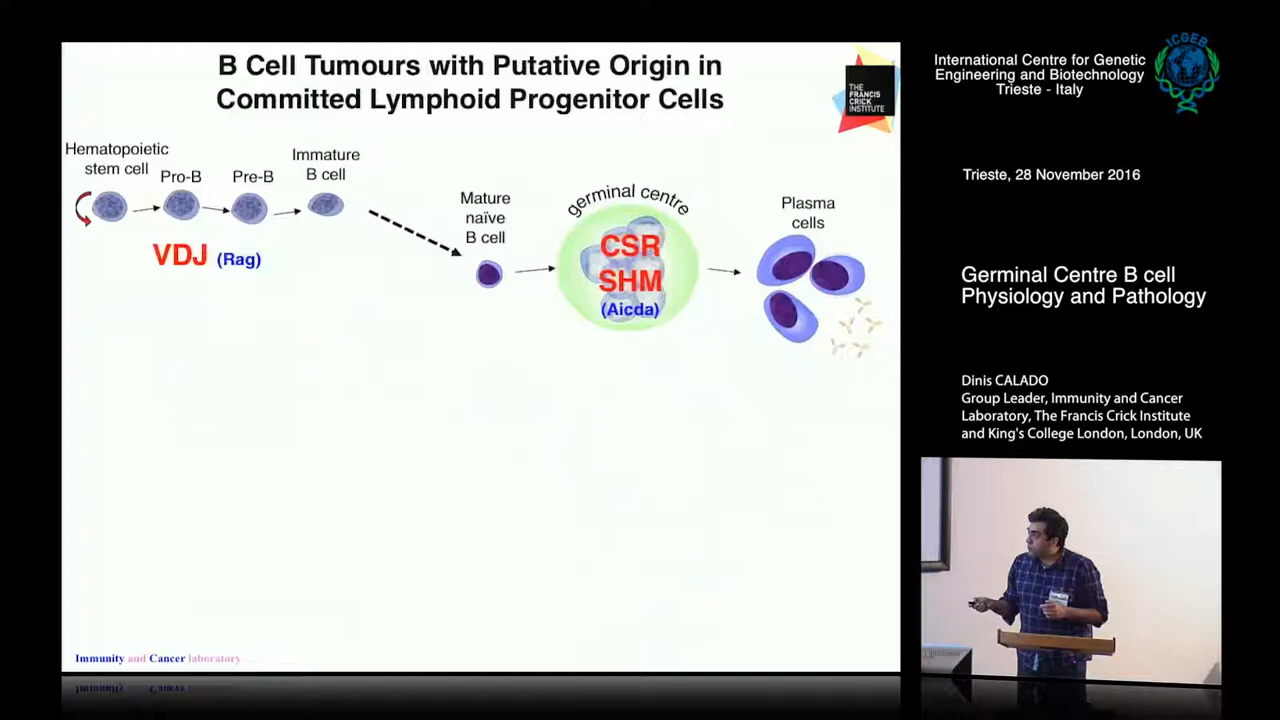 B Cell Tumours with Putative Origin in
Committed Lymphoid Progenitor Cells
THE
FRANCIS
CRICK
INSTITUTE
Hematopoietic
stem cell
Pro-B
Pre-B
Immature
B cell
VDJ (Rag)
Mature
naïve
B cell
germinal centre
CSR
SHM
(Aicda)
Plasma
cells
Immunity and Cancer laboratory
ICGEB
International Centre for Genetic
Engineering and Biotechnology
Trieste - Italy
Trieste, 28 November 2016
Germinal Centre B cell
Physiology and Pathology
Dinis CALADO
Group Leader, Immunity and Cancer
Laboratory, The Francis Crick Institute
and King's College London, London, UK